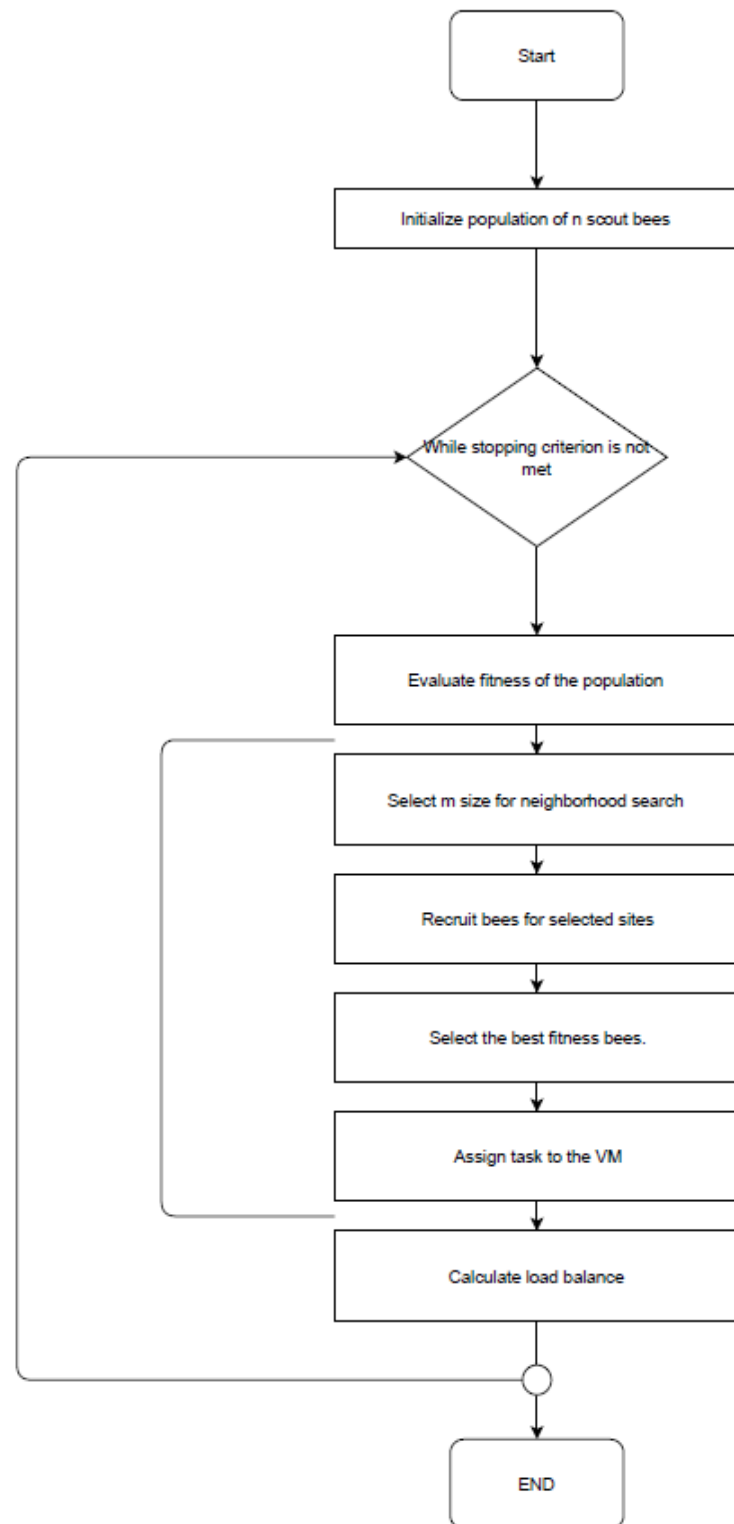 Start
Initialize population of n scout bees
While stopping criterion is not
met
Evaluate fitness of the population
Select m size for neighborhood search
Recruit bees for selected sites
Select the best fitness bees.
Assign task to the VM
Calculate load balance
END